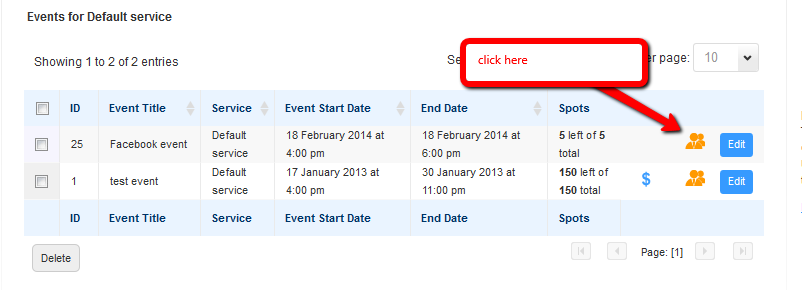 Events for Default service
Showing 1 to 2 of 2 entries
click here
per page: 10
ID Event Title Service Event Start Date End Date Spots
25 Facebook event Default service 18 February 2014 at 4:00 pm 18 February 2014 at 6:00 pm 5 left of 5 total Edit
1 test event Default service 17 January 2013 at 4:00 pm 30 January 2013 at 11:00 pm 150 left of 150 total $ Edit
ID Event Title Service Event Start Date End Date Spots
Delete
Page: [1]